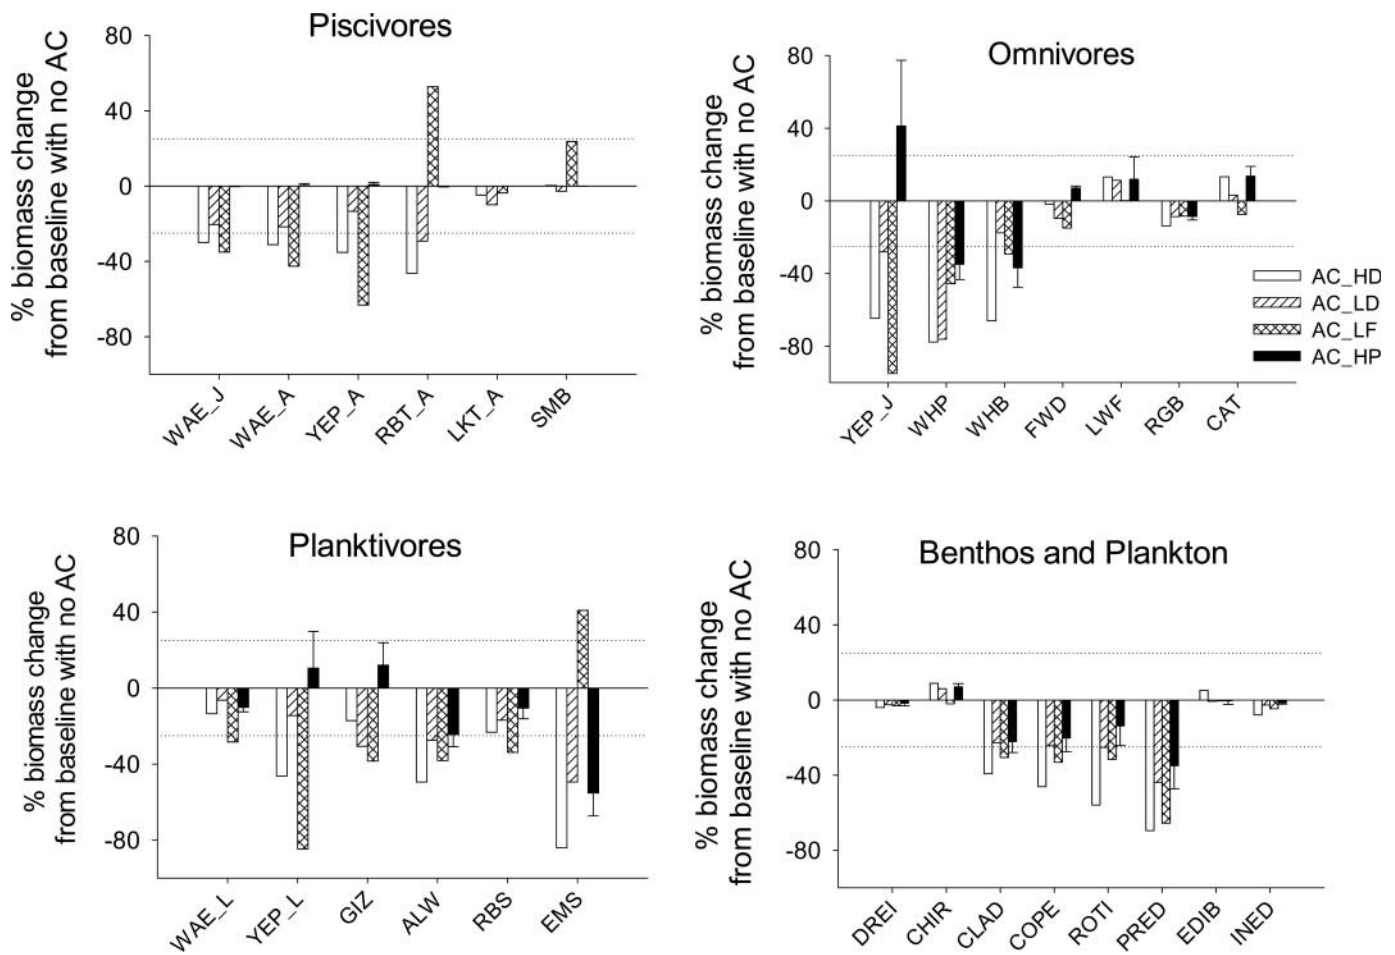 Piscivores
% biomass change
from baseline with no AC
80
40
0
-40
-80
WAE_J
WAE_A
YEP_A
RBT_A
LKT_A
SMB
Omnivores
% biomass change
from baseline with no AC
80
40
0
-40
-80
YEP_J
WHP
WHB
FWD
LWF
RGB
CAT
AC_HD
AC_LD
AC_LF
AC_HP
Planktivores
% biomass change
from baseline with no AC
80
40
0
-40
-80
WAE_L
YEP_L
GIZ
ALW
RBS
EMS
Benthos and Plankton
% biomass change
from baseline with no AC
80
40
0
-40
-80
DREI
CHIR
CLAD
COPE
ROTI
PRED
EDIB
INED